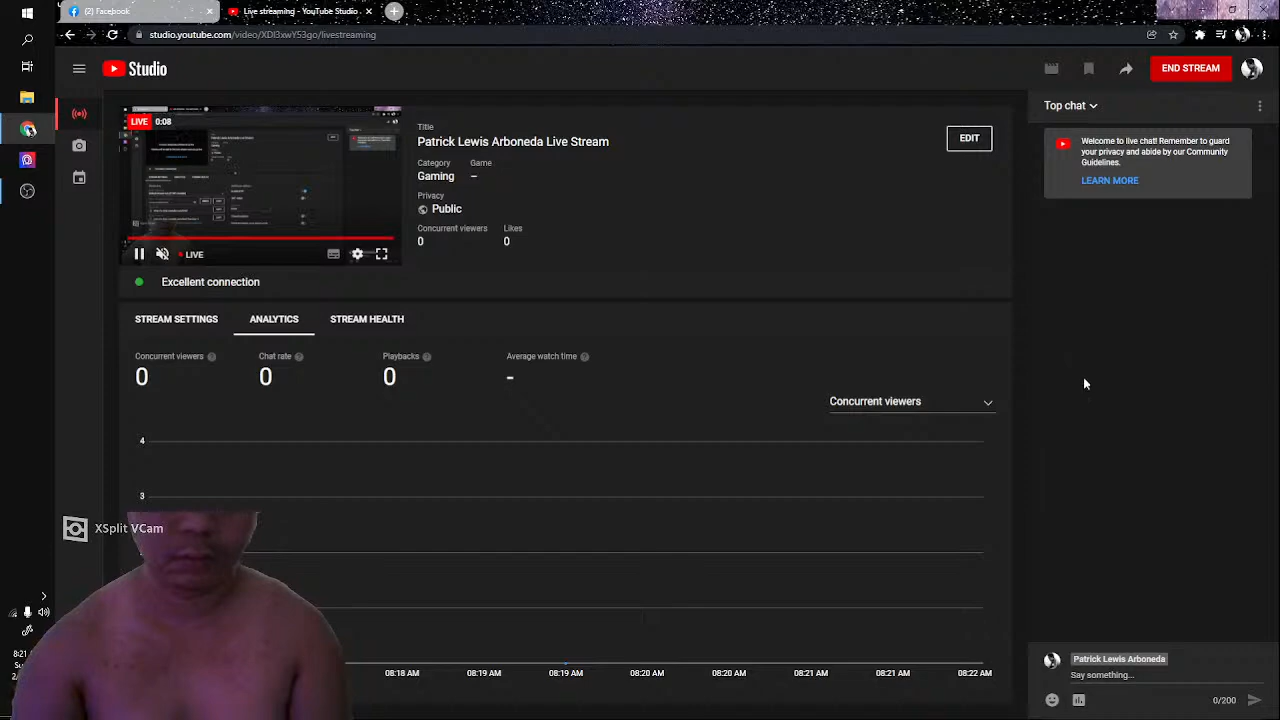 (2) Facebook
Live streaming - YouTube Studio
studio.youtube.com/video/XDl3xwY53go/livestreaming
Studio
END STREAM
LIVE 0:08
LIVE
Title
Patrick Lewis Arboneda Live Stream
EDIT
Category Game
Gaming –
Privacy
Public
Concurrent viewers Likes
0 0
Excellent connection
STREAM SETTINGS ANALYTICS STREAM HEALTH
Concurrent viewers Chat rate Playbacks Average watch time
0 0 0 -
Concurrent viewers
4
3
08:18 AM 08:19 AM 08:19 AM 08:20 AM 08:20 AM 08:21 AM 08:21 AM 08:22 AM
XSplit VCam
Top chat
Welcome to live chat! Remember to guard
your privacy and abide by our Community
Guidelines.
LEARN MORE
Patrick Lewis Arboneda
Say something...
0/200